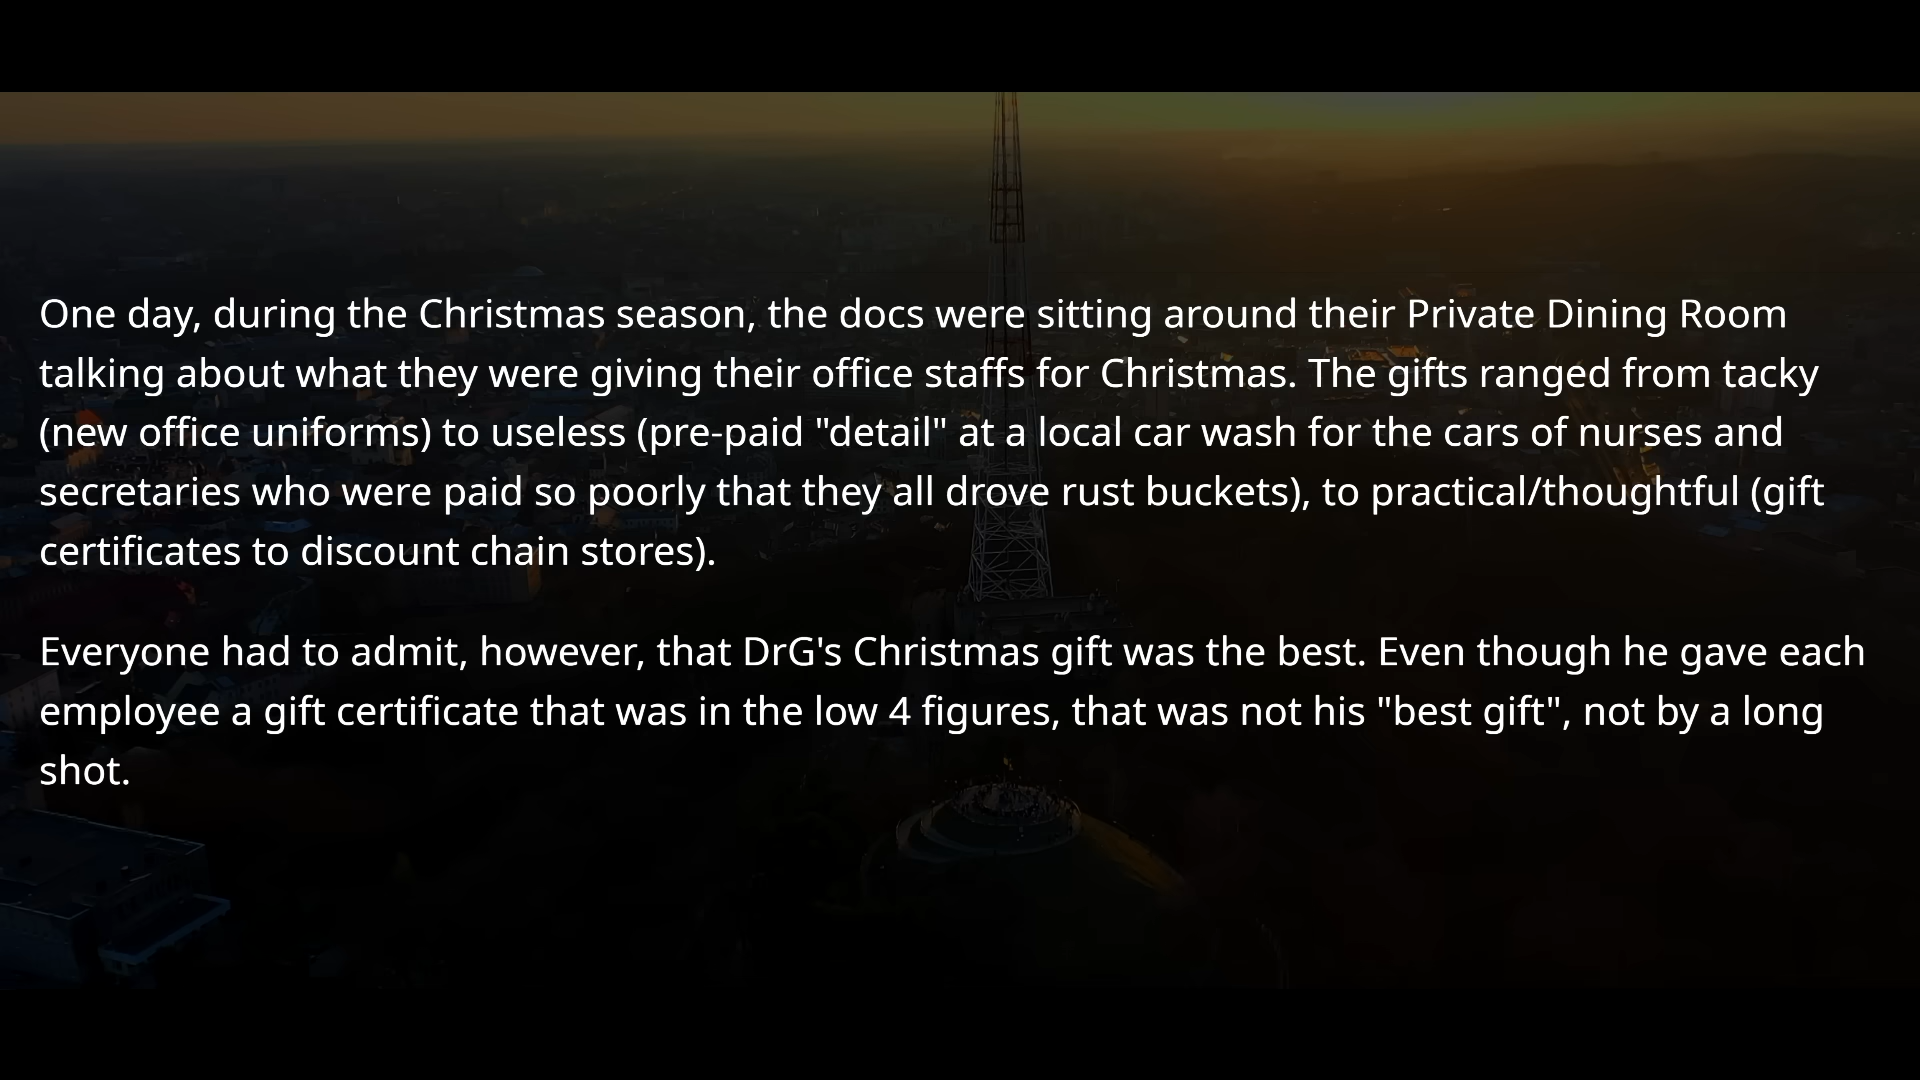 One day, during the Christmas season, the docs were sitting around their Private Dining Room
talking about what they were giving their office staffs for Christmas. The gifts ranged from tacky
(new office uniforms) to useless (pre-paid "detail" at a local car wash for the cars of nurses and
secretaries who were paid so poorly that they all drove rust buckets), to practical/thoughtful (gift
certificates to discount chain stores).
Everyone had to admit, however, that DrG's Christmas gift was the best. Even though he gave each
employee a gift certificate that was in the low 4 figures, that was not his "best gift", not by a long
shot.